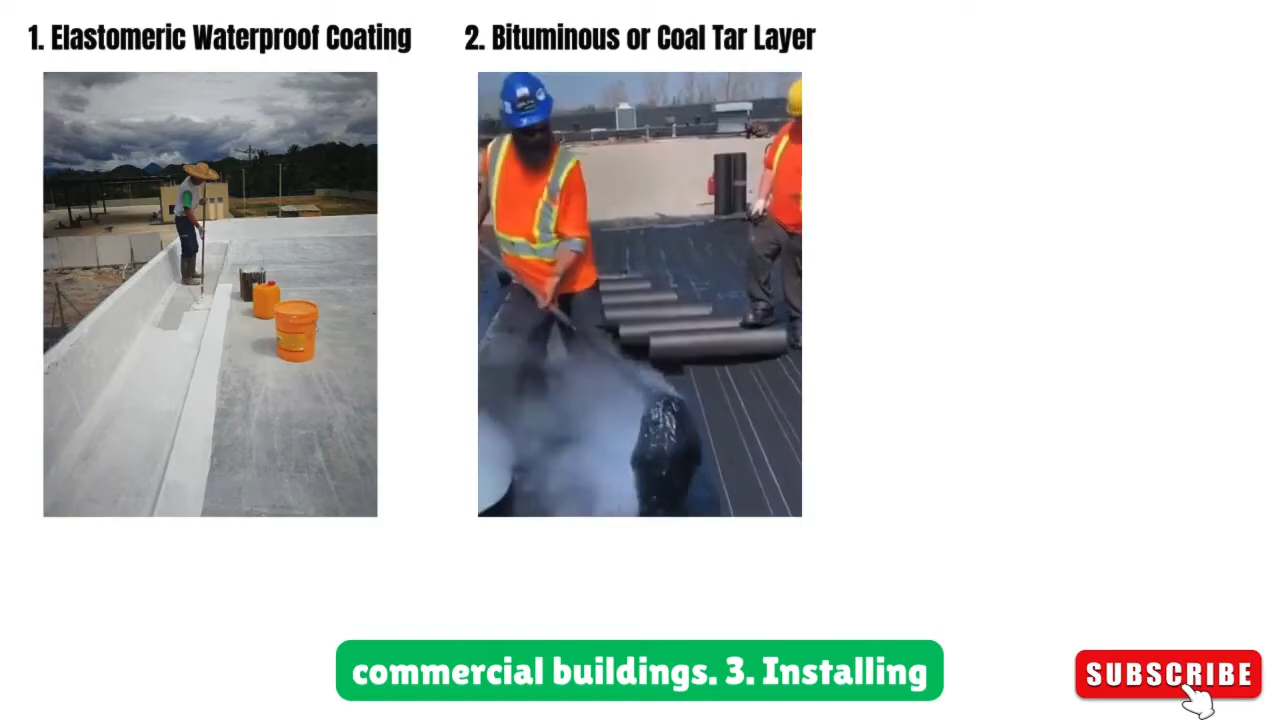 1. Elastomeric Waterproof Coating
2. Bituminous or Coal Tar Layer
commercial buildings. 3. Installing
SUBSCRIBE